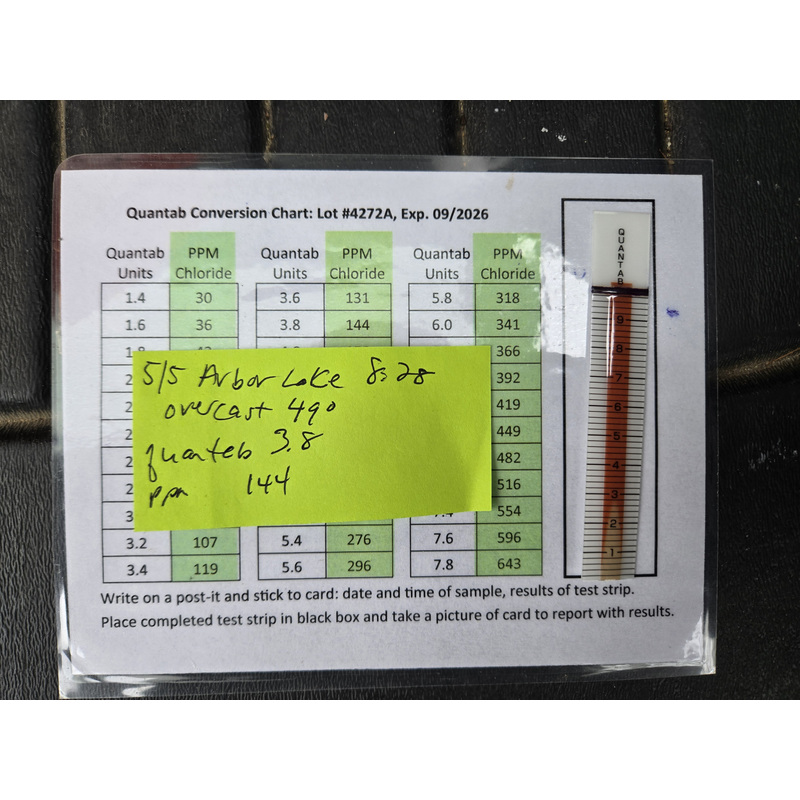 Quantab Conversion Chart: Lot #4272A, Exp. 09/2026
Quantab Units PPM Chloride Quantab Units PPM Chloride Quantab Units PPM Chloride
1.4 30 3.6 131 5.8 318
1.6 36 3.8 144 6.0 341
366
392
419
449
482
516
554
3.2 107 5.4 276 7.6 596
3.4 119 5.6 296 7.8 643
5/5 Arbor Lake 8:28
overcast 49°
quanteb 3.8
ppm 144
Write on a post-it and stick to card: date and time of sample, results of test strip.
Place completed test strip in black box and take a picture of card to report with results.
QUANTAB
9
8
7
6
5
4
3
2
1